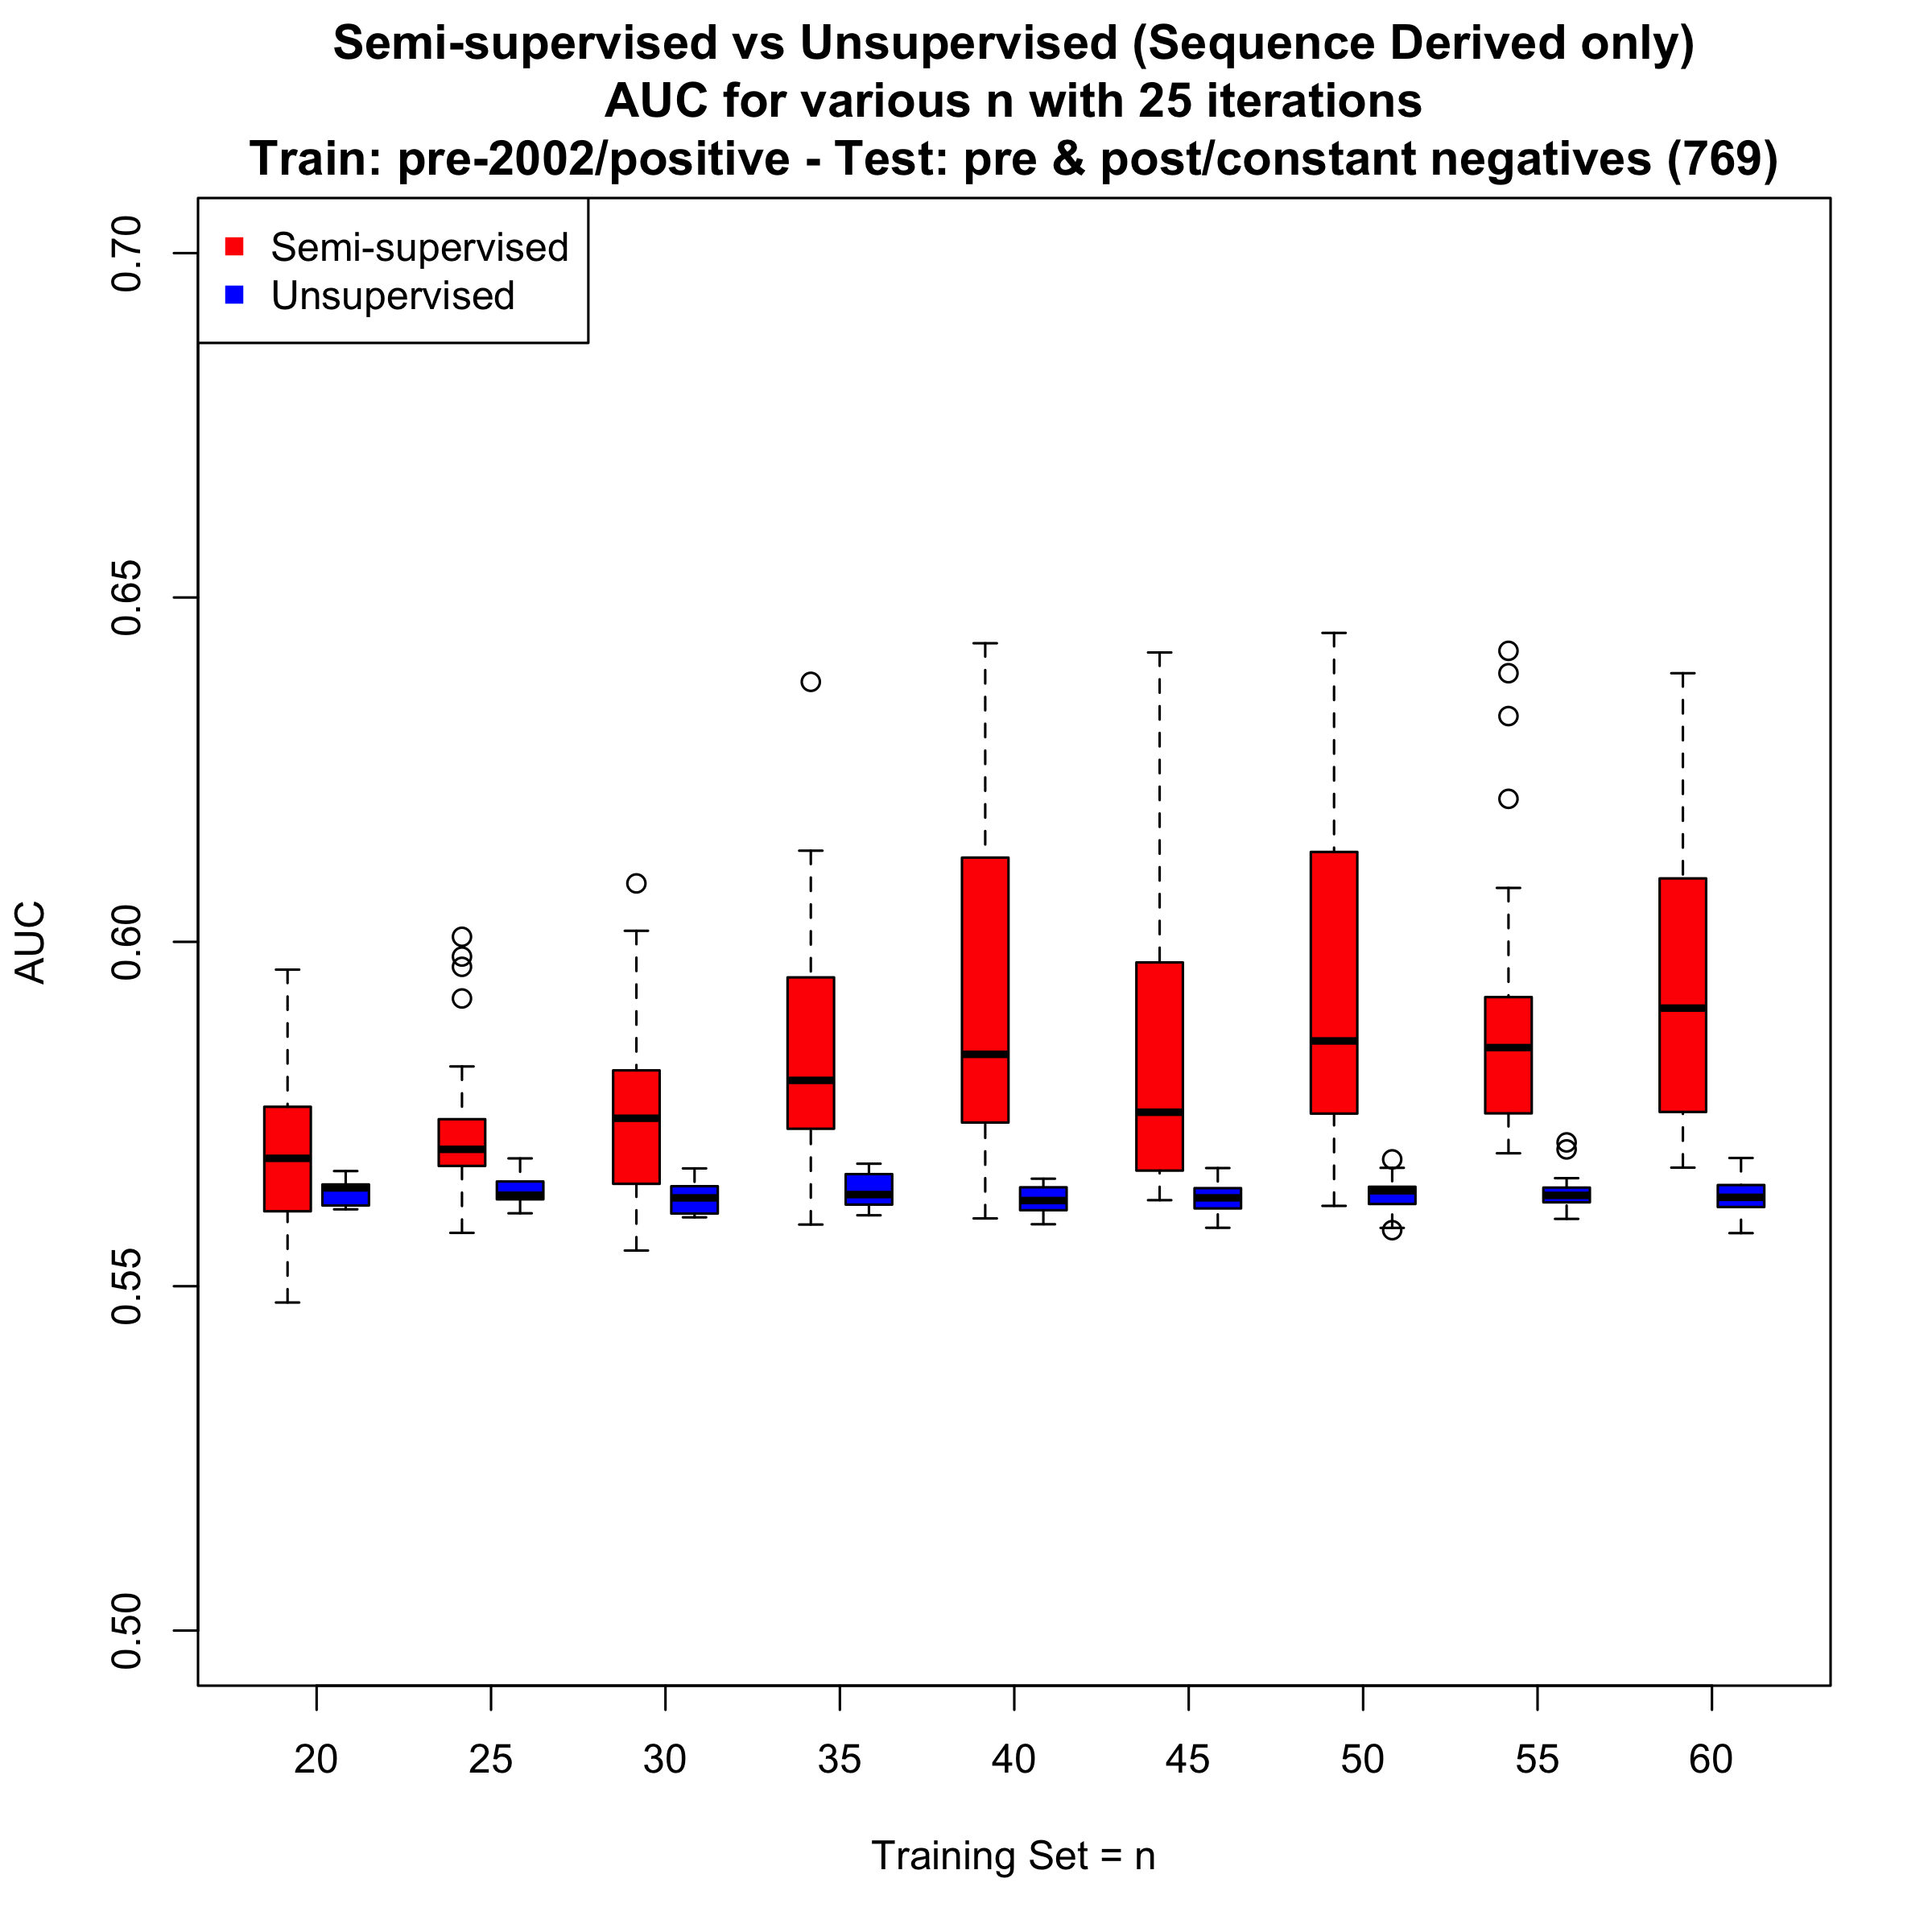 Semi-supervised vs Unsupervised (Sequence Derived only)
AUC for various n with 25 iterations
Train: pre-2002/positive - Test: pre & post/constant negatives (769)
Semi-supervised
Unsupervised
0.70
0.65
0.60
0.55
0.50
AUC
20 25 30 35 40 45 50 55 60
Training Set = n